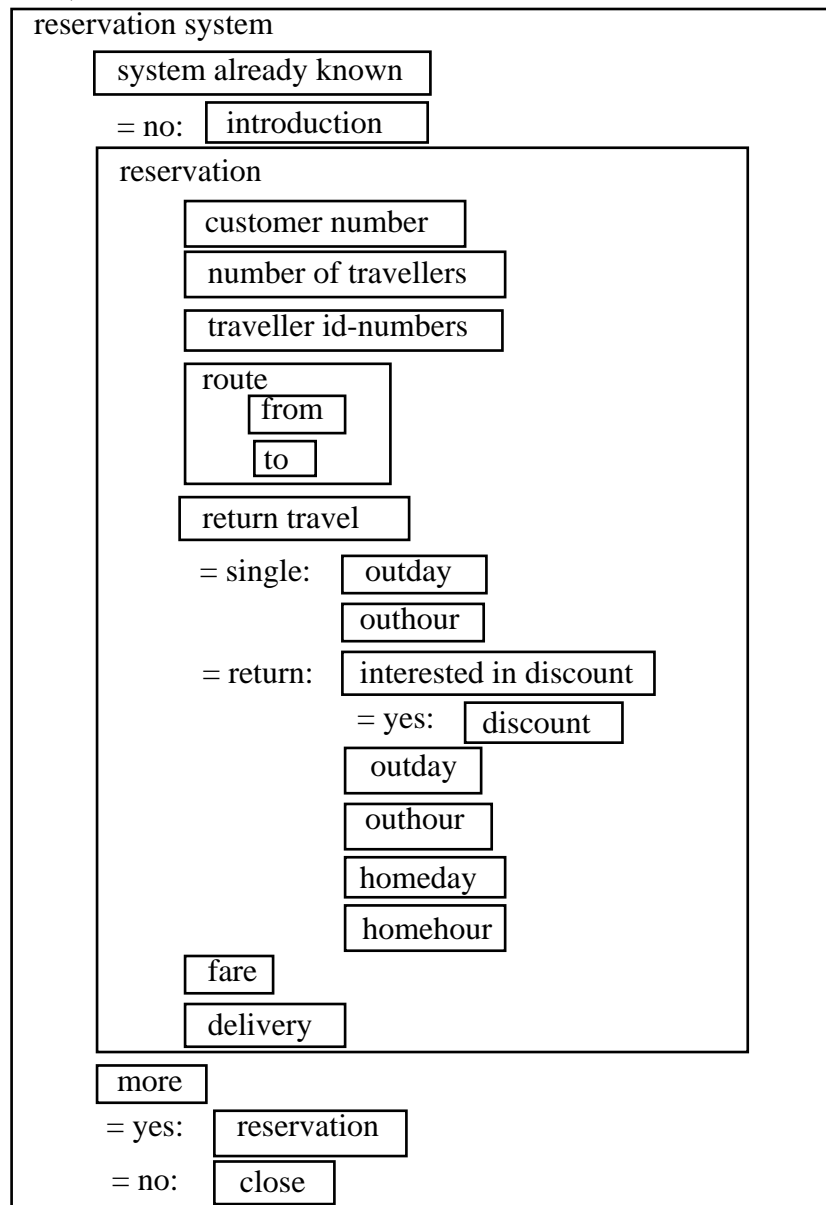 reservation system
system already known
= no: introduction
reservation
customer number
number of travellers
traveller id-numbers
route
from
to
return travel
= single: outday
outhour
= return: interested in discount
= yes: discount
outday
outhour
homeday
homehour
fare
delivery
more
= yes: reservation
= no: close